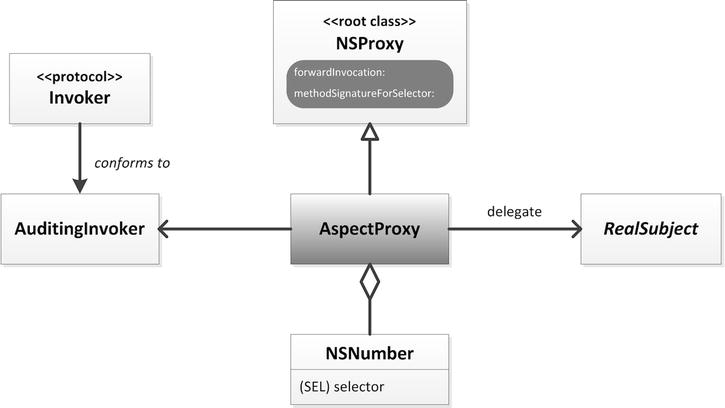 <<root class>>
NSProxy
forwardInvocation:
methodSignatureForSelector:
<<protocol>>
Invoker
conforms to
AuditingInvoker
AspectProxy
delegate
RealSubject
NSNumber
(SEL) selector